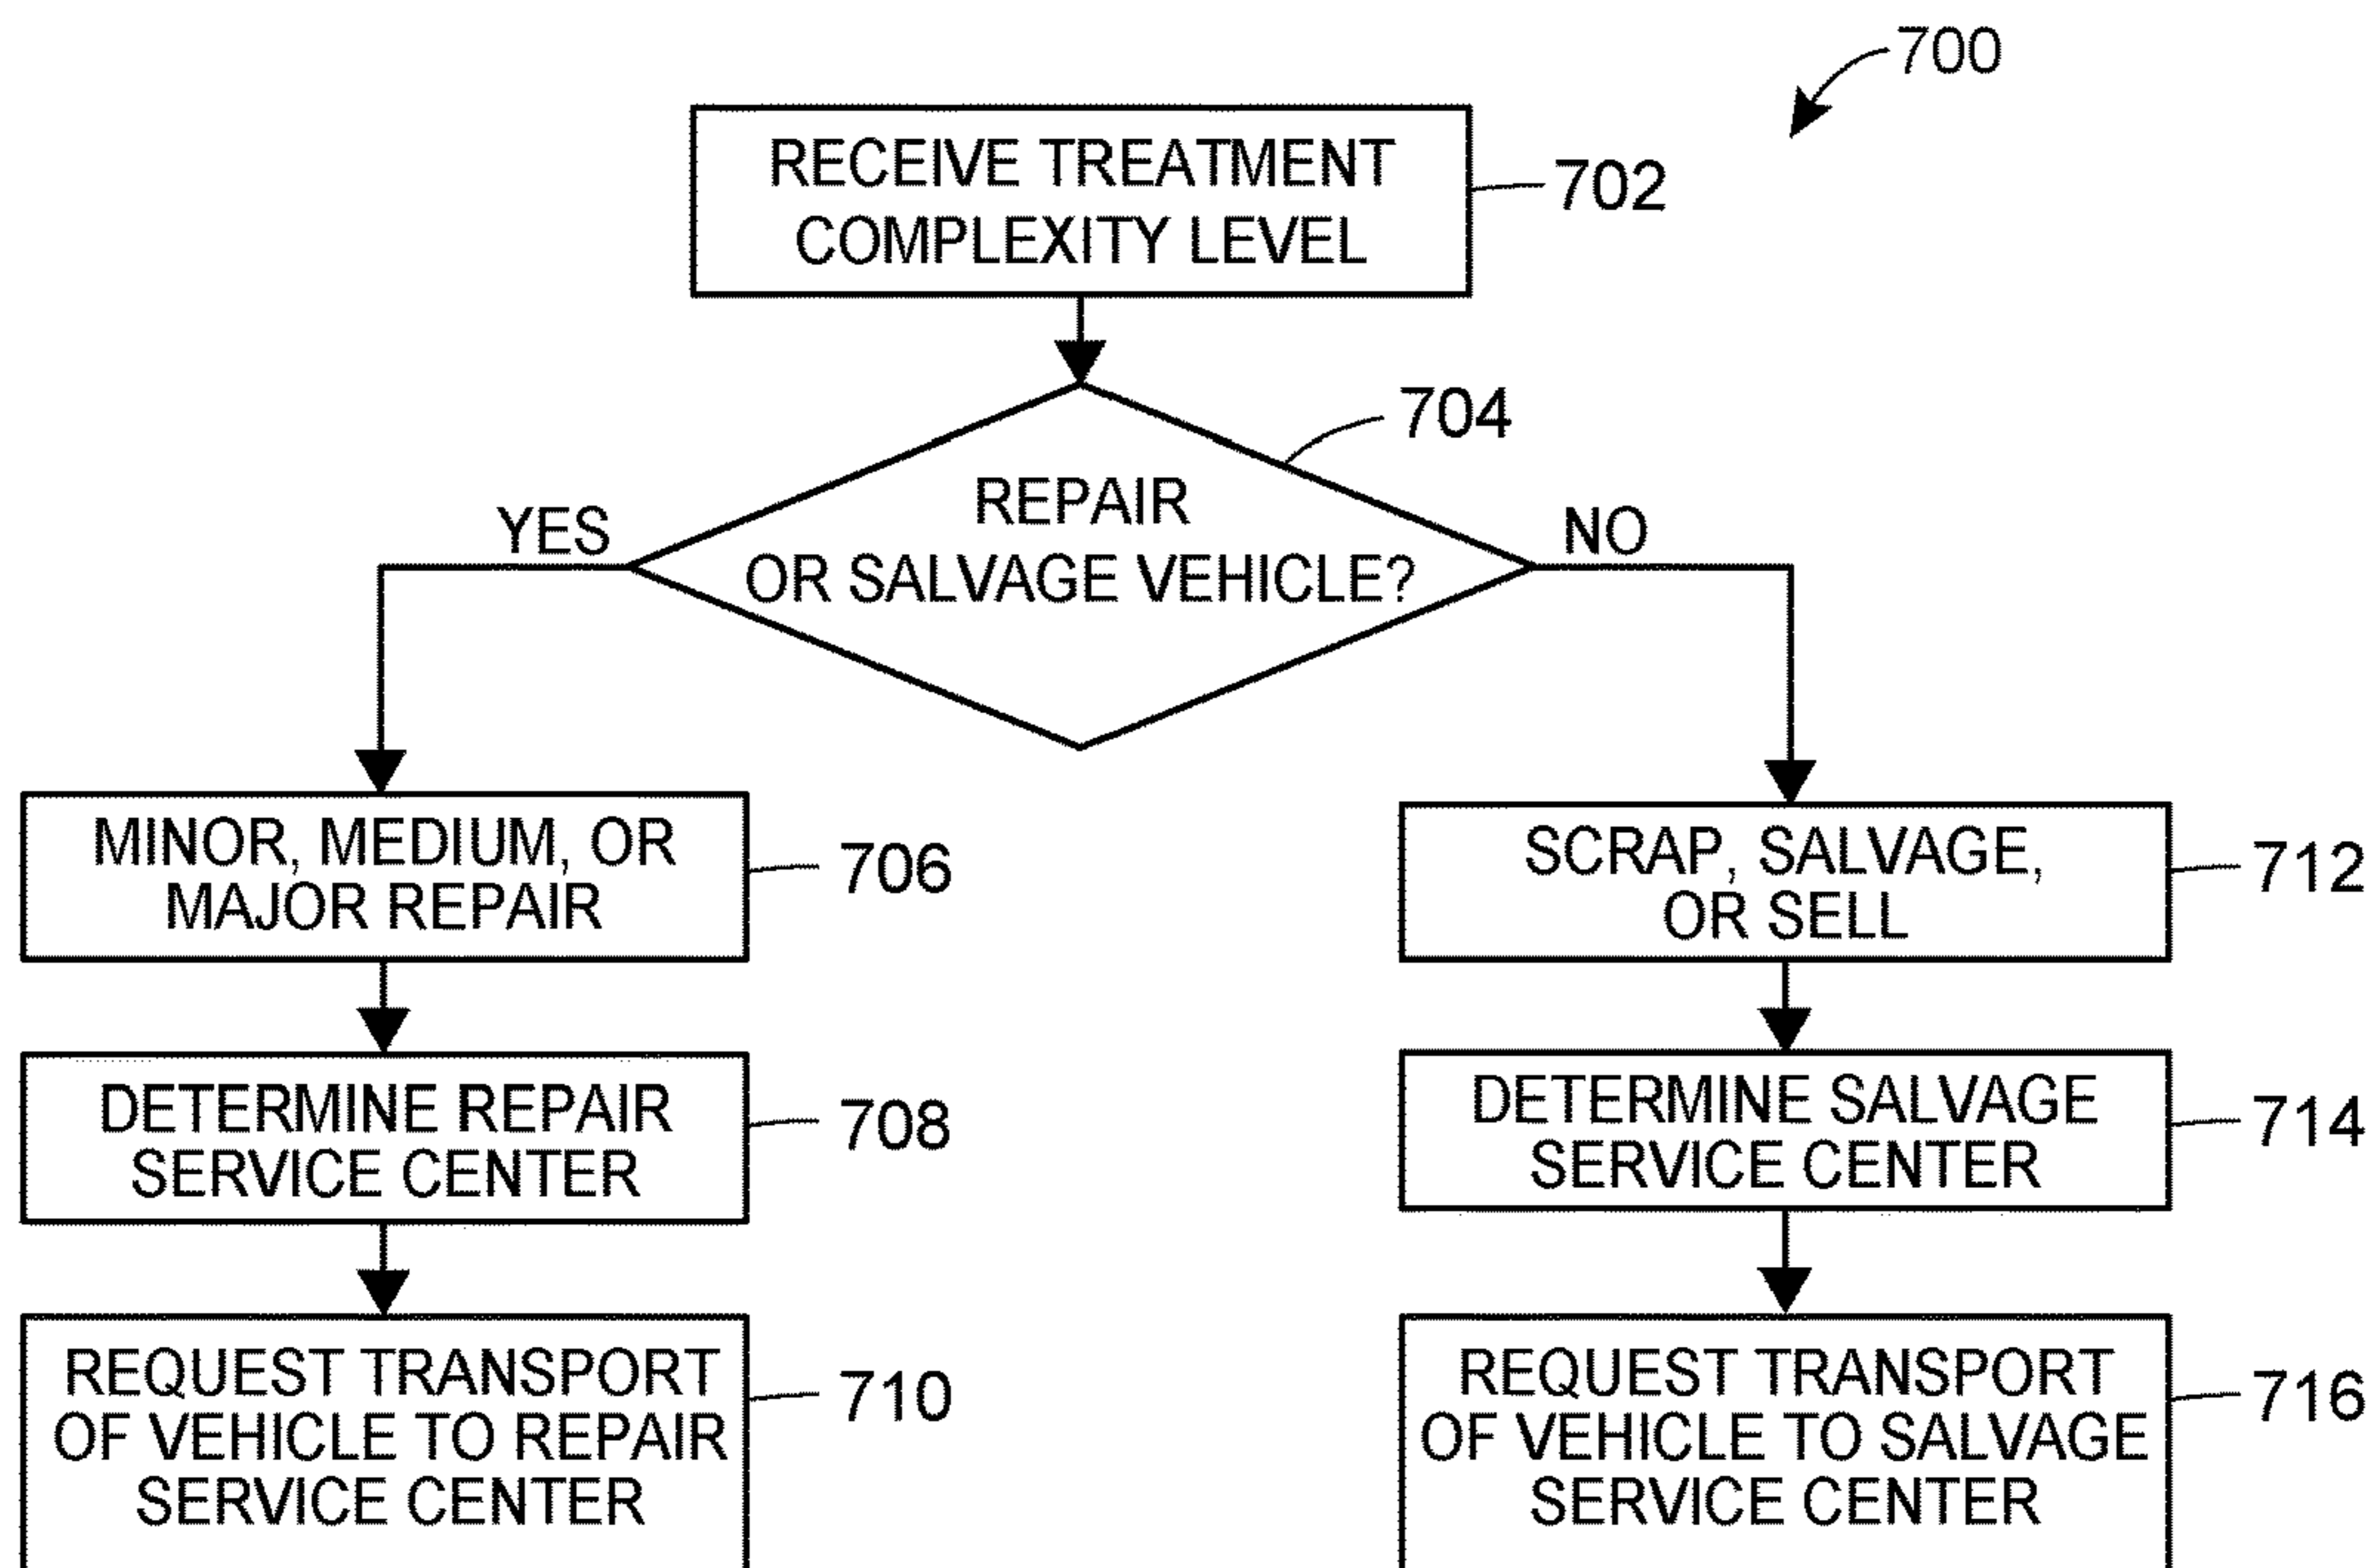 700
RECEIVE TREATMENT
COMPLEXITY LEVEL
702
704
REPAIR
OR SALVAGE VEHICLE?
YES
NO
MINOR, MEDIUM, OR
MAJOR REPAIR
706
SCRAP, SALVAGE,
OR SELL
712
DETERMINE REPAIR
SERVICE CENTER
708
DETERMINE SALVAGE
SERVICE CENTER
714
REQUEST TRANSPORT
OF VEHICLE TO REPAIR
SERVICE CENTER
710
REQUEST TRANSPORT
OF VEHICLE TO SALVAGE
SERVICE CENTER
716